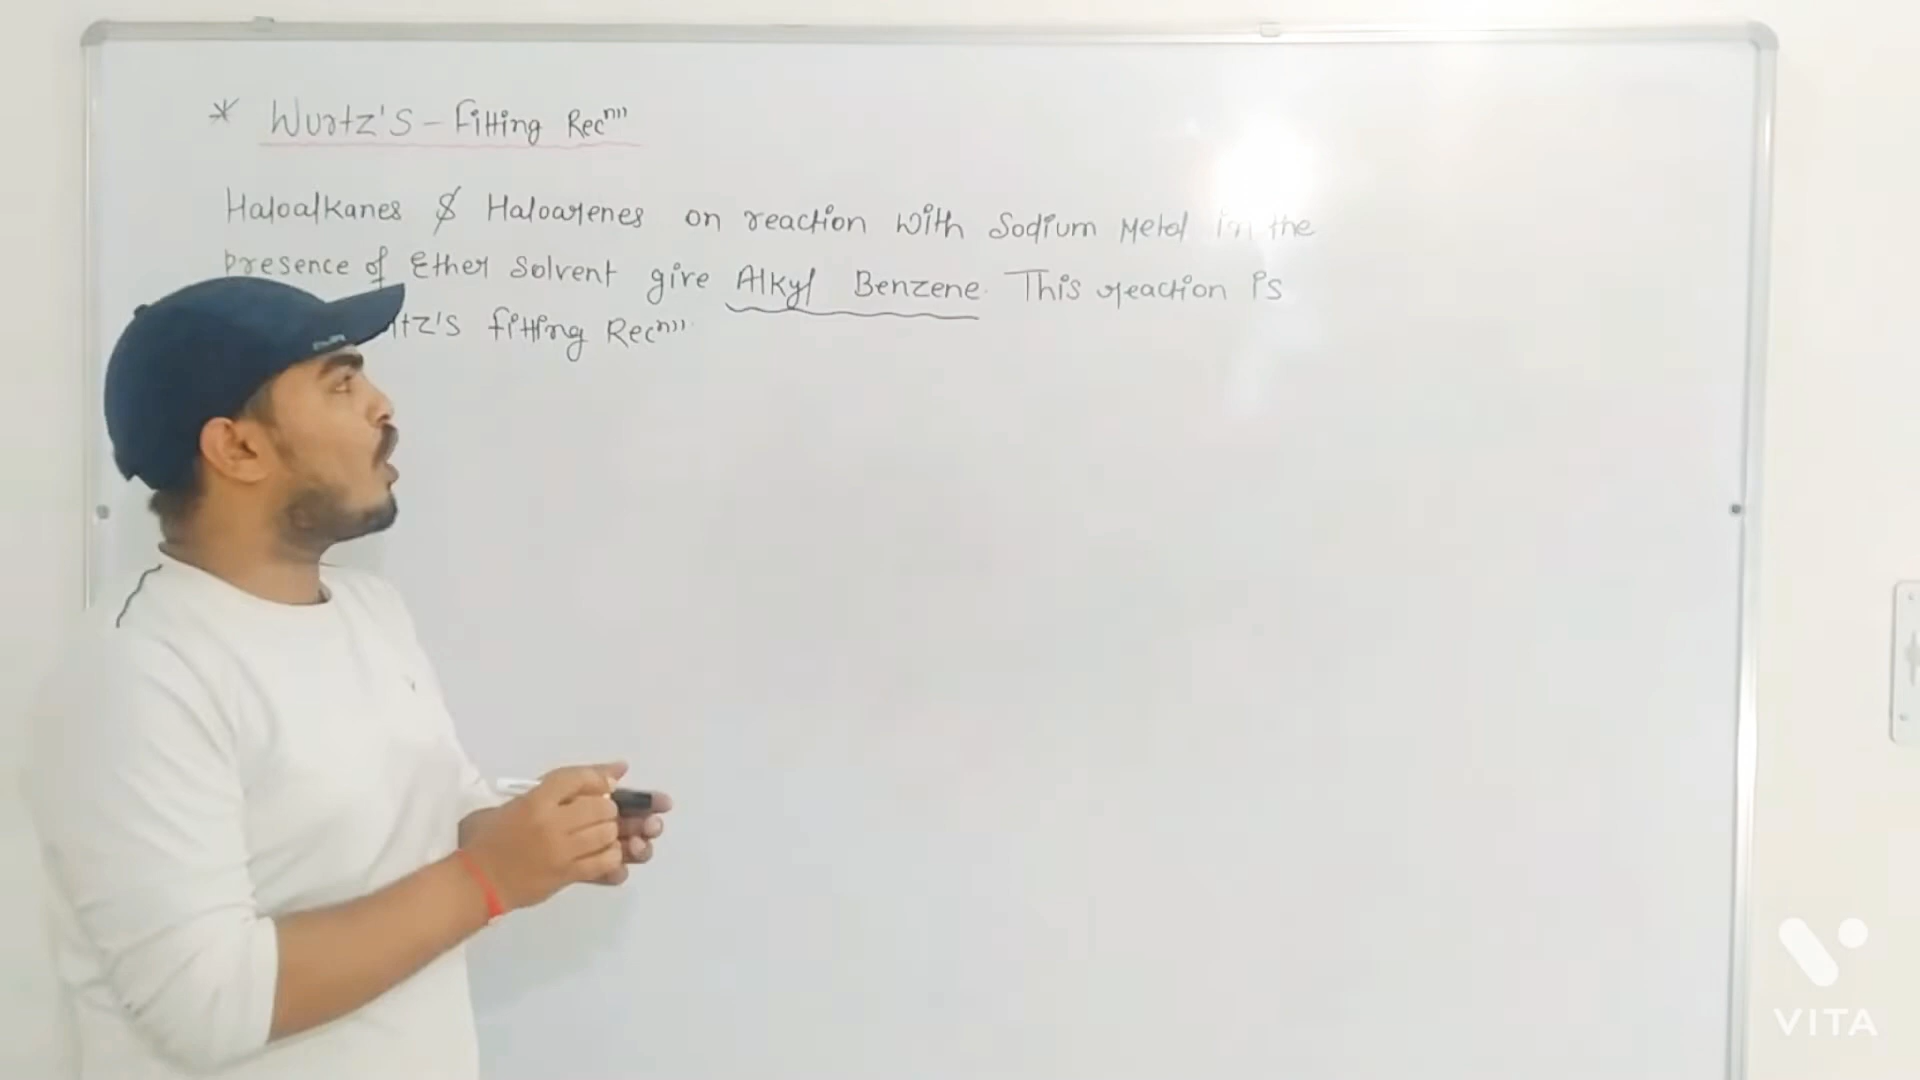 * Wurtz's - Fitting Recⁿ"
Haloalkanes & Haloarenes on reaction with Sodium Metal in the
presence of Ether Solvent give Alkyl Benzene. This reaction is
tz's fitting Recⁿ"
VITA